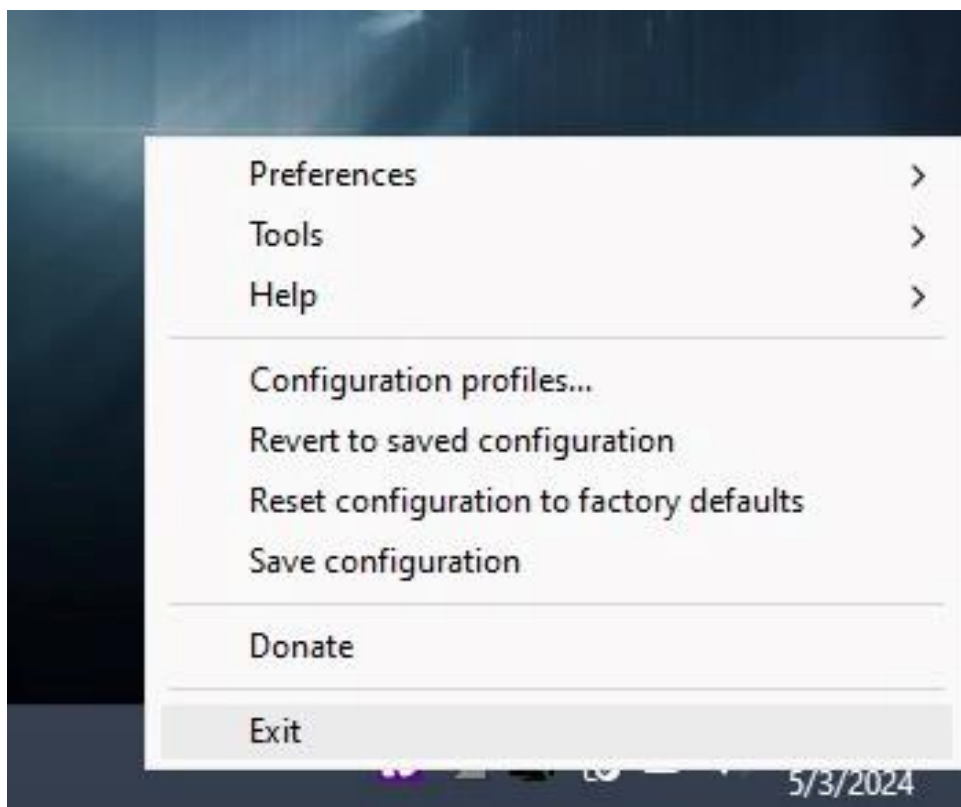 Preferences
Tools
Help
Configuration profiles...
Revert to saved configuration
Reset configuration to factory defaults
Save configuration
Donate
Exit
5/3/2024